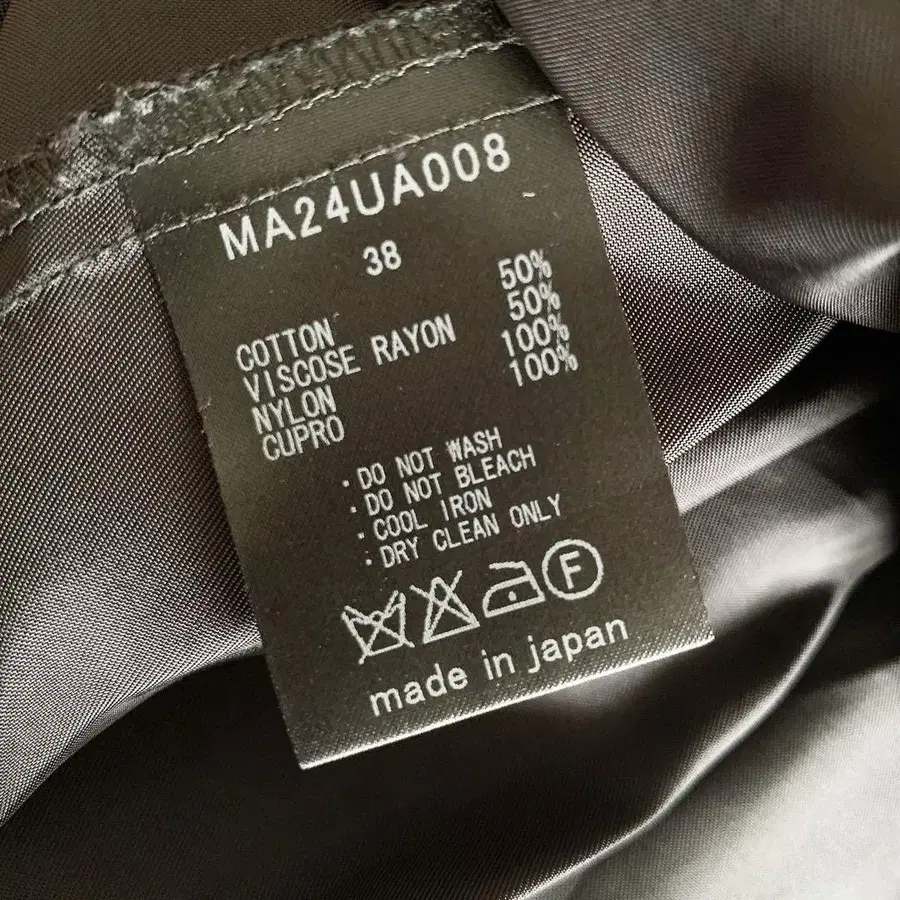 MA24UA008
38
COTTON 50%
VISCOSE RAYON 50%
NYLON 100%
CUPRO 100%
・DO NOT WASH
・DO NOT BLEACH
・COOL IRON
・DRY CLEAN ONLY
F
made in japan